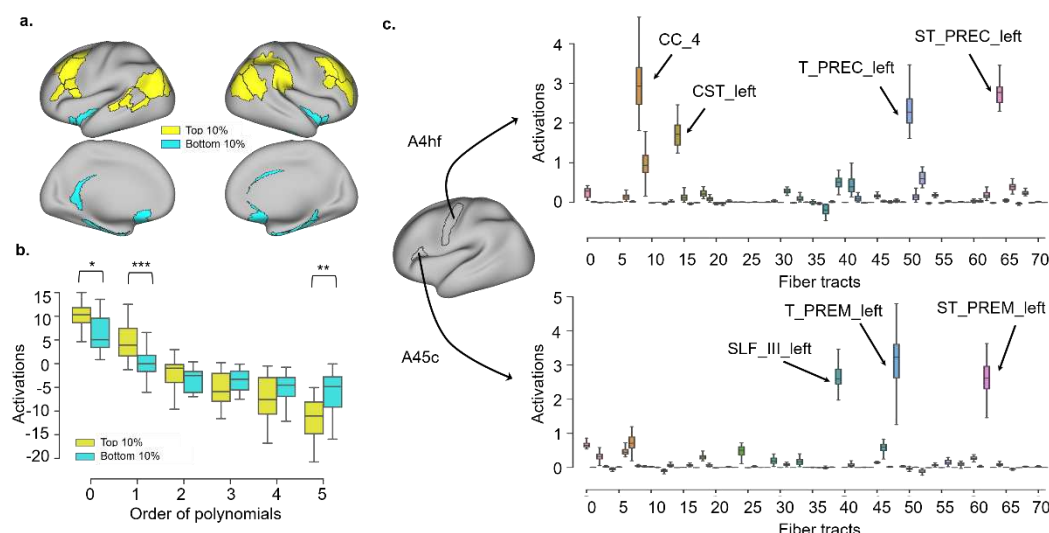 a.
Top 10%
Bottom 10%
b.
* *** **
Activations
15
10
5
0
-5
-10
-15
-20
Top 10%
Bottom 10%
0 1 2 3 4 5
Order of polynomials
c.
A4hf
A45c
Activations
4
3
2
1
0
CC_4
CST_left
T_PREC_left
ST_PREC_left
0 5 10 15 20 25 30 35 40 45 50 55 60 65 70
Fiber tracts
Activations
5
4
3
2
1
0
SLF_III_left
T_PREM_left
ST_PREM_left
0 5 10 15 20 25 30 35 40 45 50 55 60 65 70
Fiber tracts